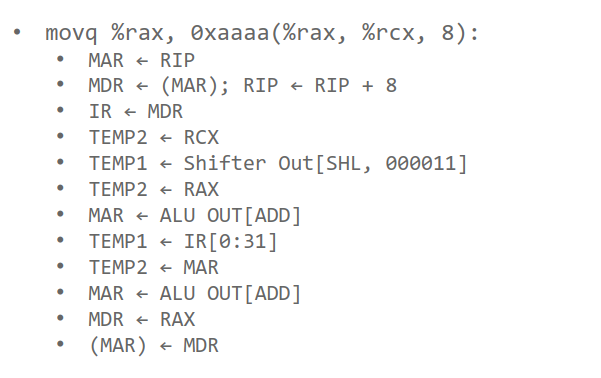 • movq %rax, 0xaaaa(%rax, %rcx, 8):
• MAR ← RIP
• MDR ← (MAR); RIP ← RIP + 8
• IR ← MDR
• TEMP2 ← RCX
• TEMP1 ← Shifter Out[SHL, 000011]
• TEMP2 ← RAX
• MAR ← ALU OUT[ADD]
• TEMP1 ← IR[0:31]
• TEMP2 ← MAR
• MAR ← ALU OUT[ADD]
• MDR ← RAX
• (MAR) ← MDR